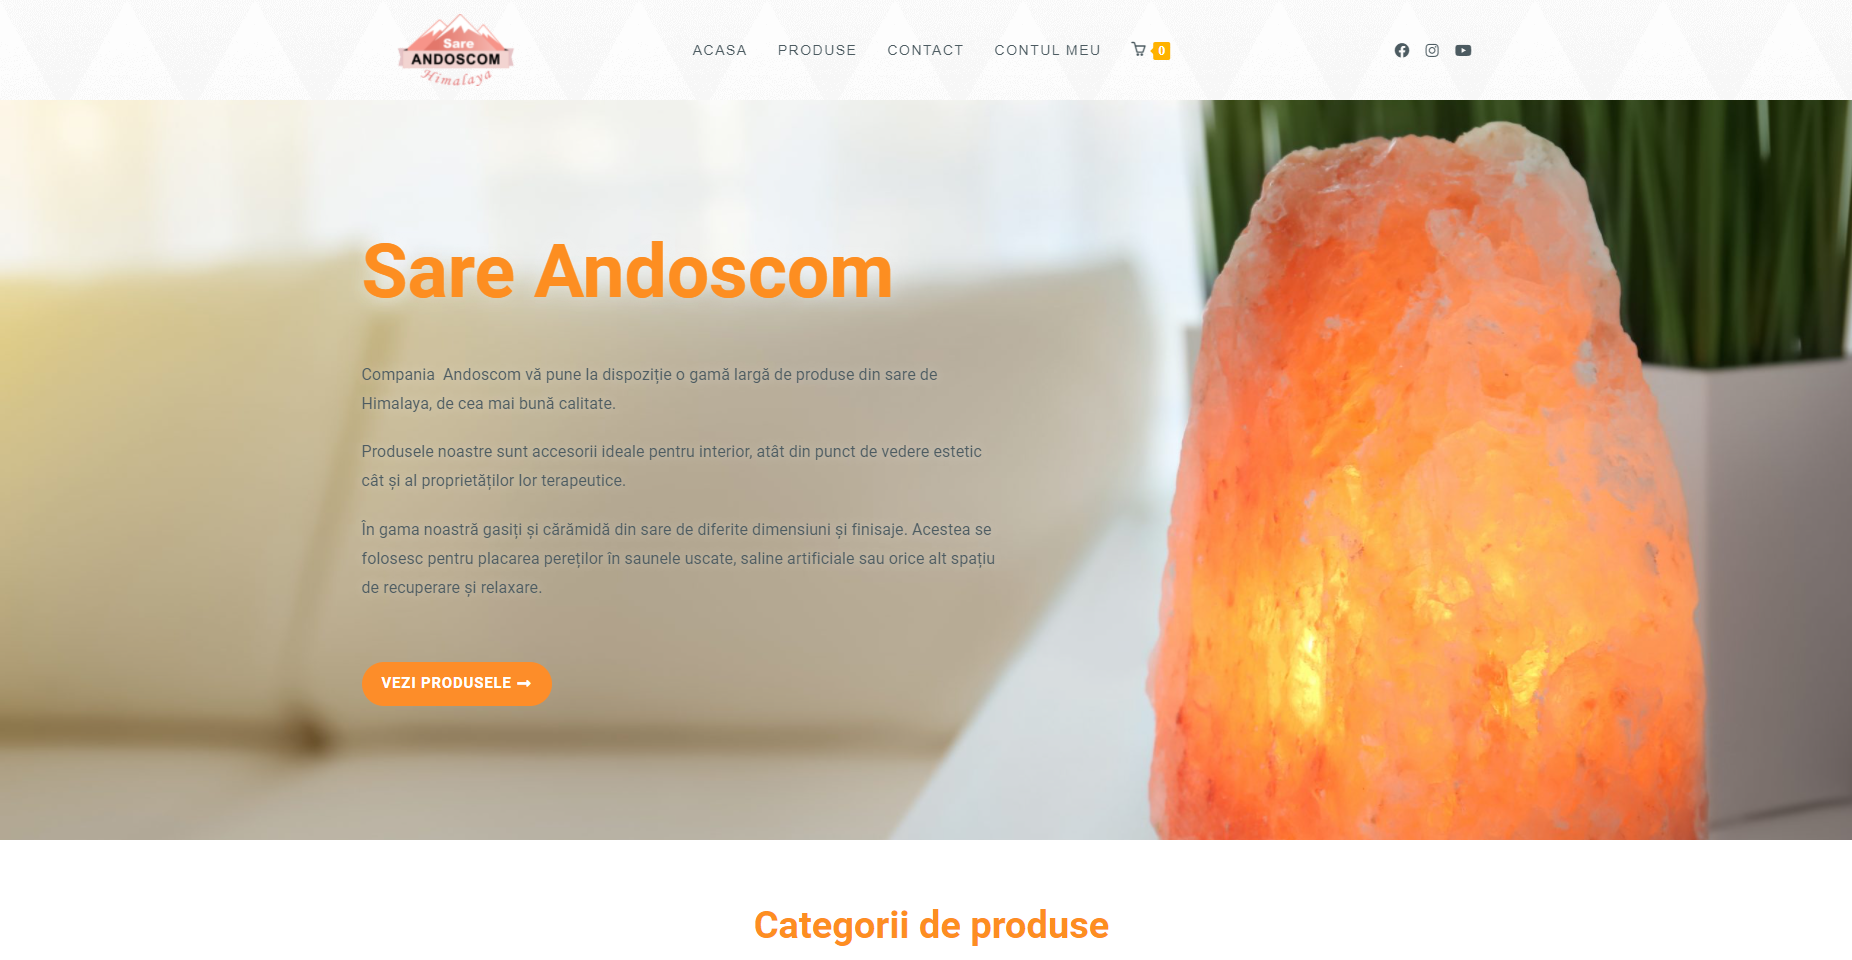 Sare
ANDOSCOM
Himalaya
ACASA PRODUSE CONTACT CONTUL MEU 0
Sare Andoscom
Compania Andoscom vă pune la dispoziție o gamă largă de produse din sare de
Himalaya, de cea mai bună calitate.
Produsele noastre sunt accesorii ideale pentru interior, atât din punct de vedere estetic
cât și al proprietăților lor terapeutice.
În gama noastră gasiți și cărămidă din sare de diferite dimensiuni și finisaje. Acestea se
folosesc pentru placarea pereților în saunele uscate, saline artificiale sau orice alt spațiu
de recuperare și relaxare.
VEZI PRODUSELE
Categorii de produse